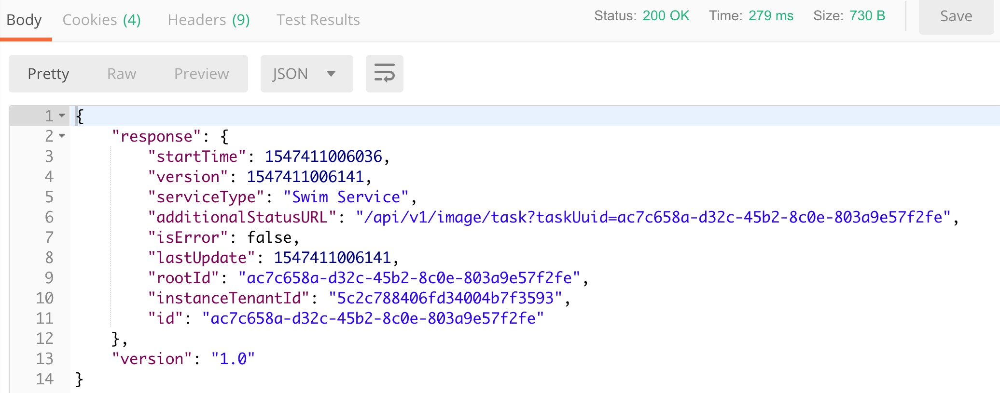 Body Cookies (4) Headers (9) Test Results Status: 200 OK Time: 279 ms Size: 730 B Save
Pretty Raw Preview JSON
1 {
2 "response": {
3 "startTime": 1547411006036,
4 "version": 1547411006141,
5 "serviceType": "Swim Service",
6 "additionalStatusURL": "/api/v1/image/task?taskUuid=ac7c658a-d32c-45b2-8c0e-803a9e57f2fe",
7 "isError": false,
8 "lastUpdate": 1547411006141,
9 "rootId": "ac7c658a-d32c-45b2-8c0e-803a9e57f2fe",
10 "instanceTenantId": "5c2c788406fd34004b7f3593",
11 "id": "ac7c658a-d32c-45b2-8c0e-803a9e57f2fe"
12 },
13 "version": "1.0"
14 }